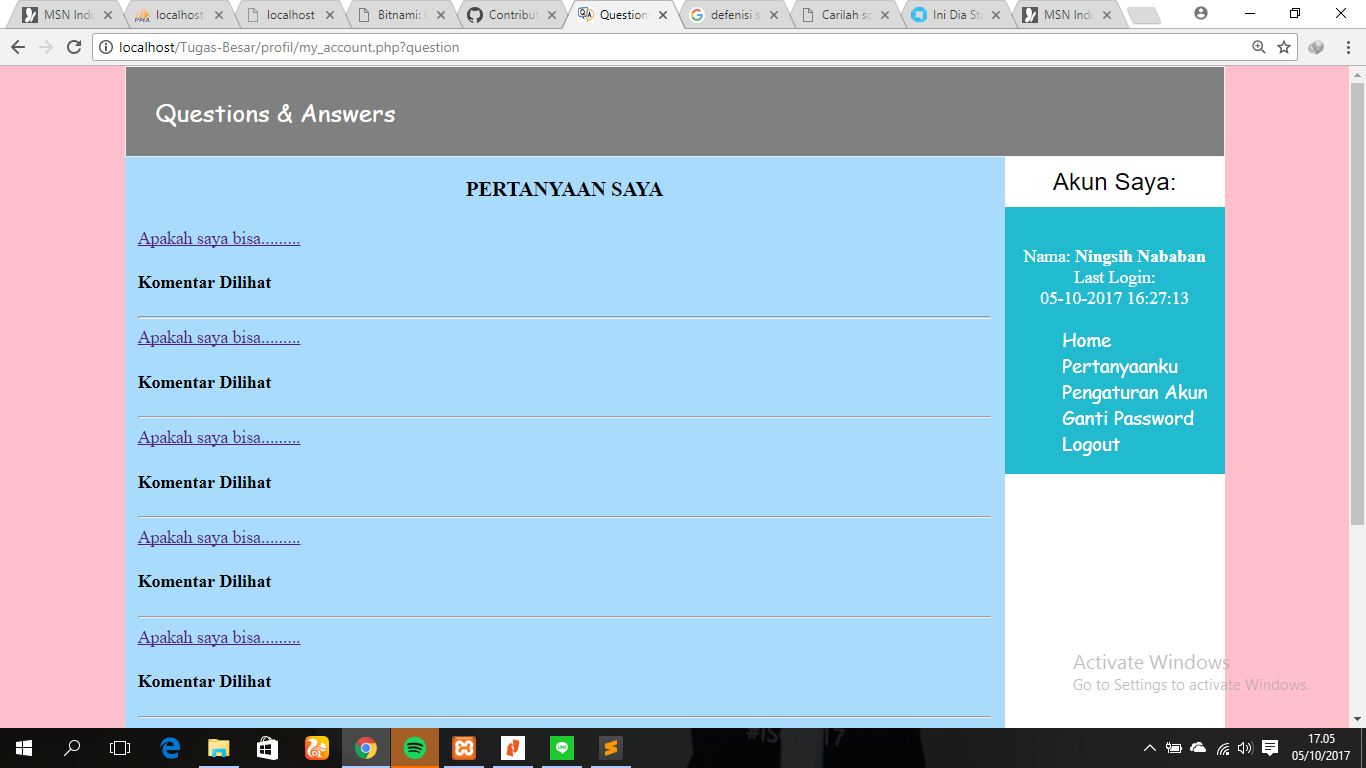 MSN Indo
localhost
localhost
Bitnami:
Contribut
Question
defenisi s
Carilah so
Ini Dia Sta
MSN Indo
localhost/Tugas-Besar/profil/my_account.php?question
Questions & Answers
PERTANYAAN SAYA
Apakah saya bisa.........
Komentar Dilihat
Apakah saya bisa.........
Komentar Dilihat
Apakah saya bisa.........
Komentar Dilihat
Apakah saya bisa.........
Komentar Dilihat
Apakah saya bisa.........
Komentar Dilihat
Akun Saya:
Nama: Ningsih Nababan
Last Login:
05-10-2017 16:27:13
Home
Pertanyaanku
Pengaturan Akun
Ganti Password
Logout
Activate Windows
Go to Settings to activate Windows.
17.05
05/10/2017